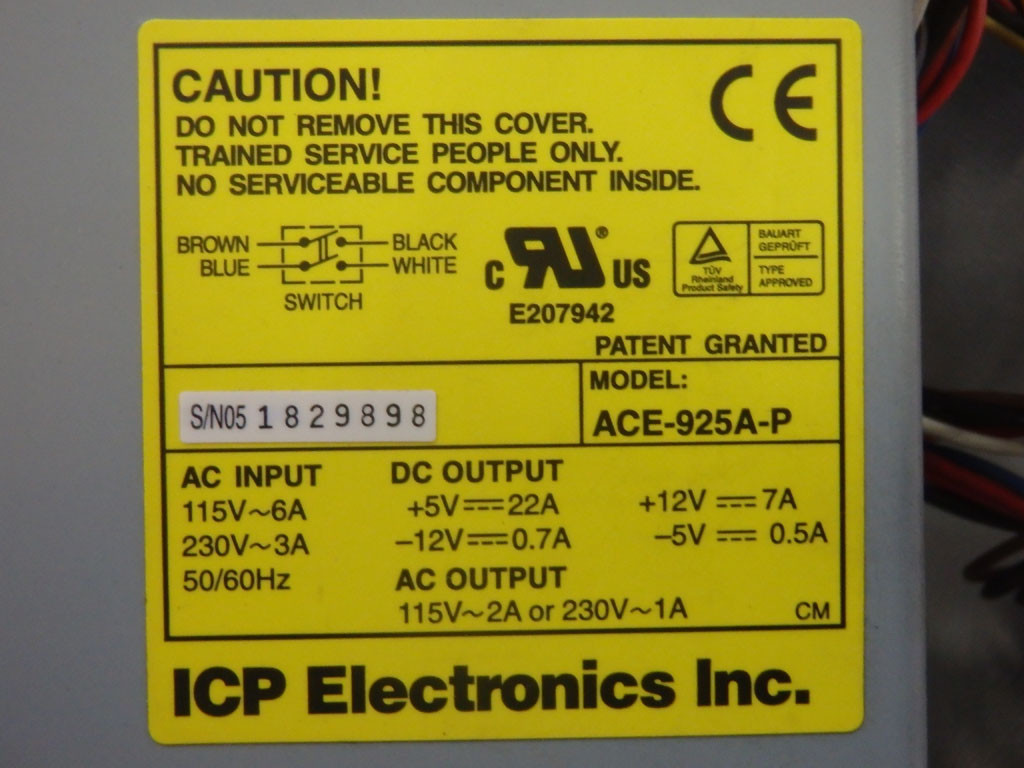 CAUTION!
DO NOT REMOVE THIS COVER.
TRAINED SERVICE PEOPLE ONLY.
NO SERVICEABLE COMPONENT INSIDE.
CE
BROWN BLACK
BLUE WHITE
SWITCH
c RU ® US
E207942
TÜV
Rheinland
Product Safety
BAUART
GEPRÜFT
TYPE
APPROVED
PATENT GRANTED
S/N05 1829898
MODEL:
ACE-925A-P
AC INPUT
115V~6A
230V~3A
50/60Hz
DC OUTPUT
+5V⎓22A +12V⎓7A
−12V⎓0.7A −5V⎓0.5A
AC OUTPUT
115V~2A or 230V~1A
CM
ICP Electronics Inc.